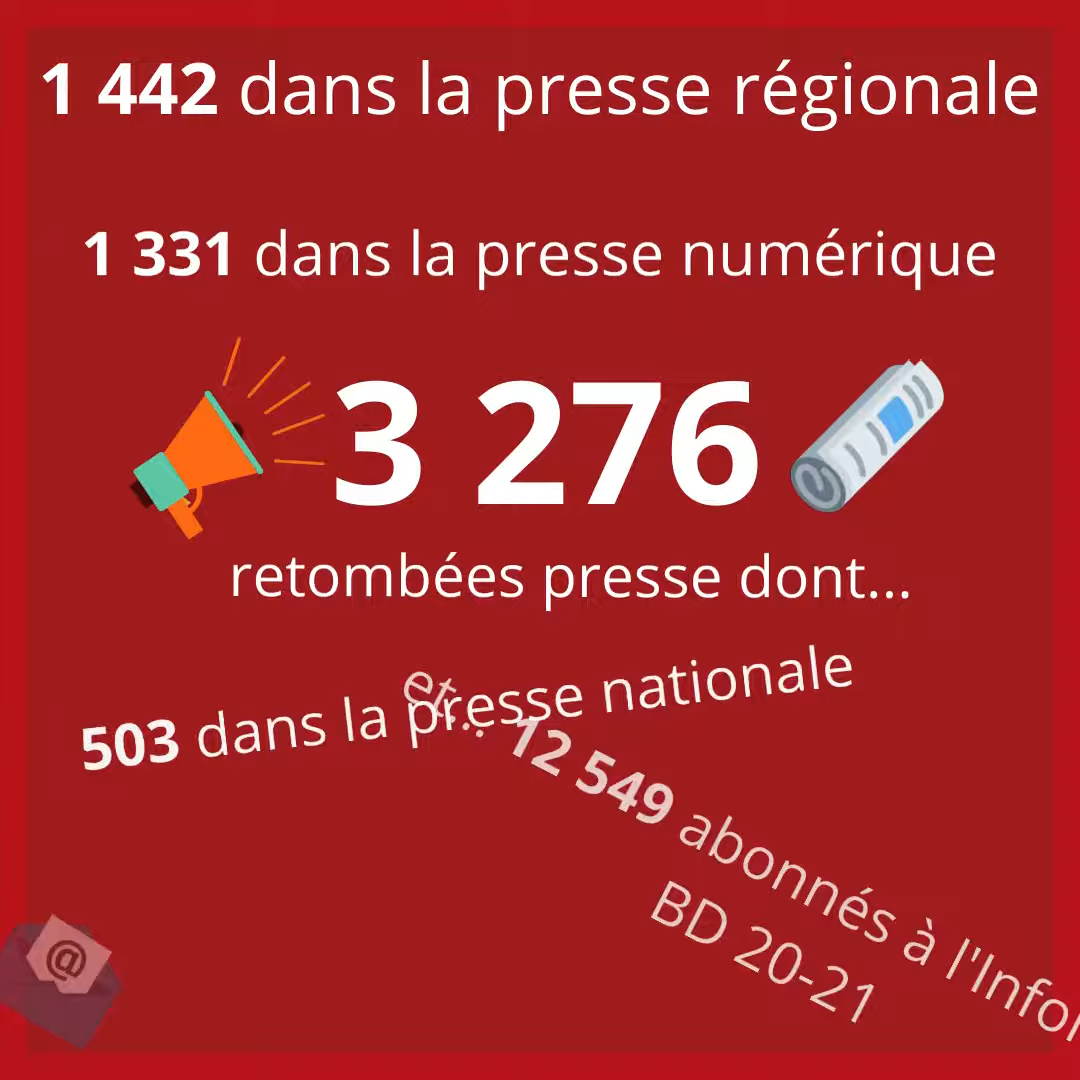 1 442 dans la presse régionale
1 331 dans la presse numérique
3 276
retombées presse dont...
503 dans la presse nationale
et... 12 549 abonnés à
BD 20-21
@